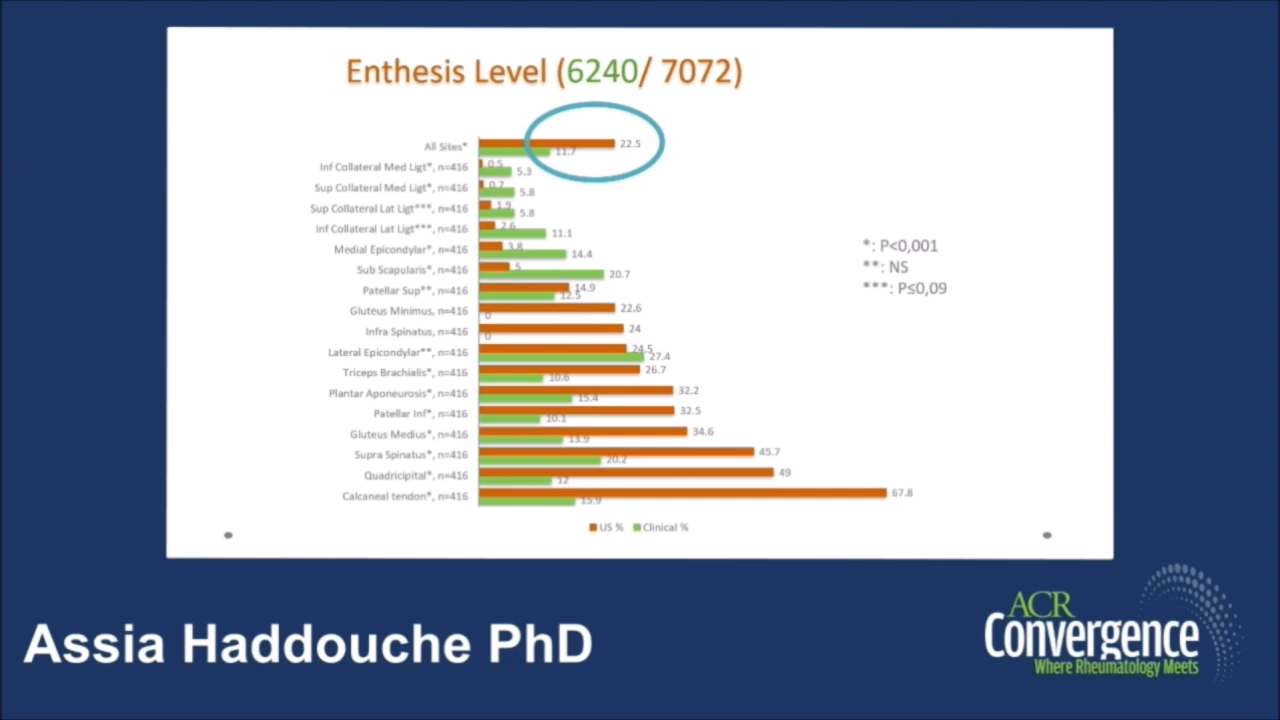 Enthesis Level (6240/ 7072)
All Sites* 22.5 11.7
Inf Collateral Med Ligt*, n=416 0.5 5.3
Sup Collateral Med Ligt*, n=416 0.7 5.8
Sup Collateral Lat Ligt***, n=416 1.9 5.8
Inf Collateral Lat Ligt***, n=416 2.6 11.1
Medial Epicondylar*, n=416 3.8 14.4
Sub Scapularis*, n=416 5 20.7
Patellar Sup**, n=416 14.9 12.5
Gluteus Minimus, n=416 22.6 0
Infra Spinatus, n=416 24 0
Lateral Epicondylar**, n=416 24.5 27.4
Triceps Brachialis*, n=416 26.7 10.6
Plantar Aponeurosis*, n=416 32.2 15.4
Patellar Inf*, n=416 32.5 10.1
Gluteus Medius*, n=416 34.6 13.9
Supra Spinatus*, n=416 45.7 20.2
Quadricipital*, n=416 49 12
Calcaneal tendon*, n=416 67.8 15.9
US % Clinical %
*: P<0,001
**: NS
***: P≤0,09
Assia Haddouche PhD
ACR
Convergence
Where Rheumatology Meets